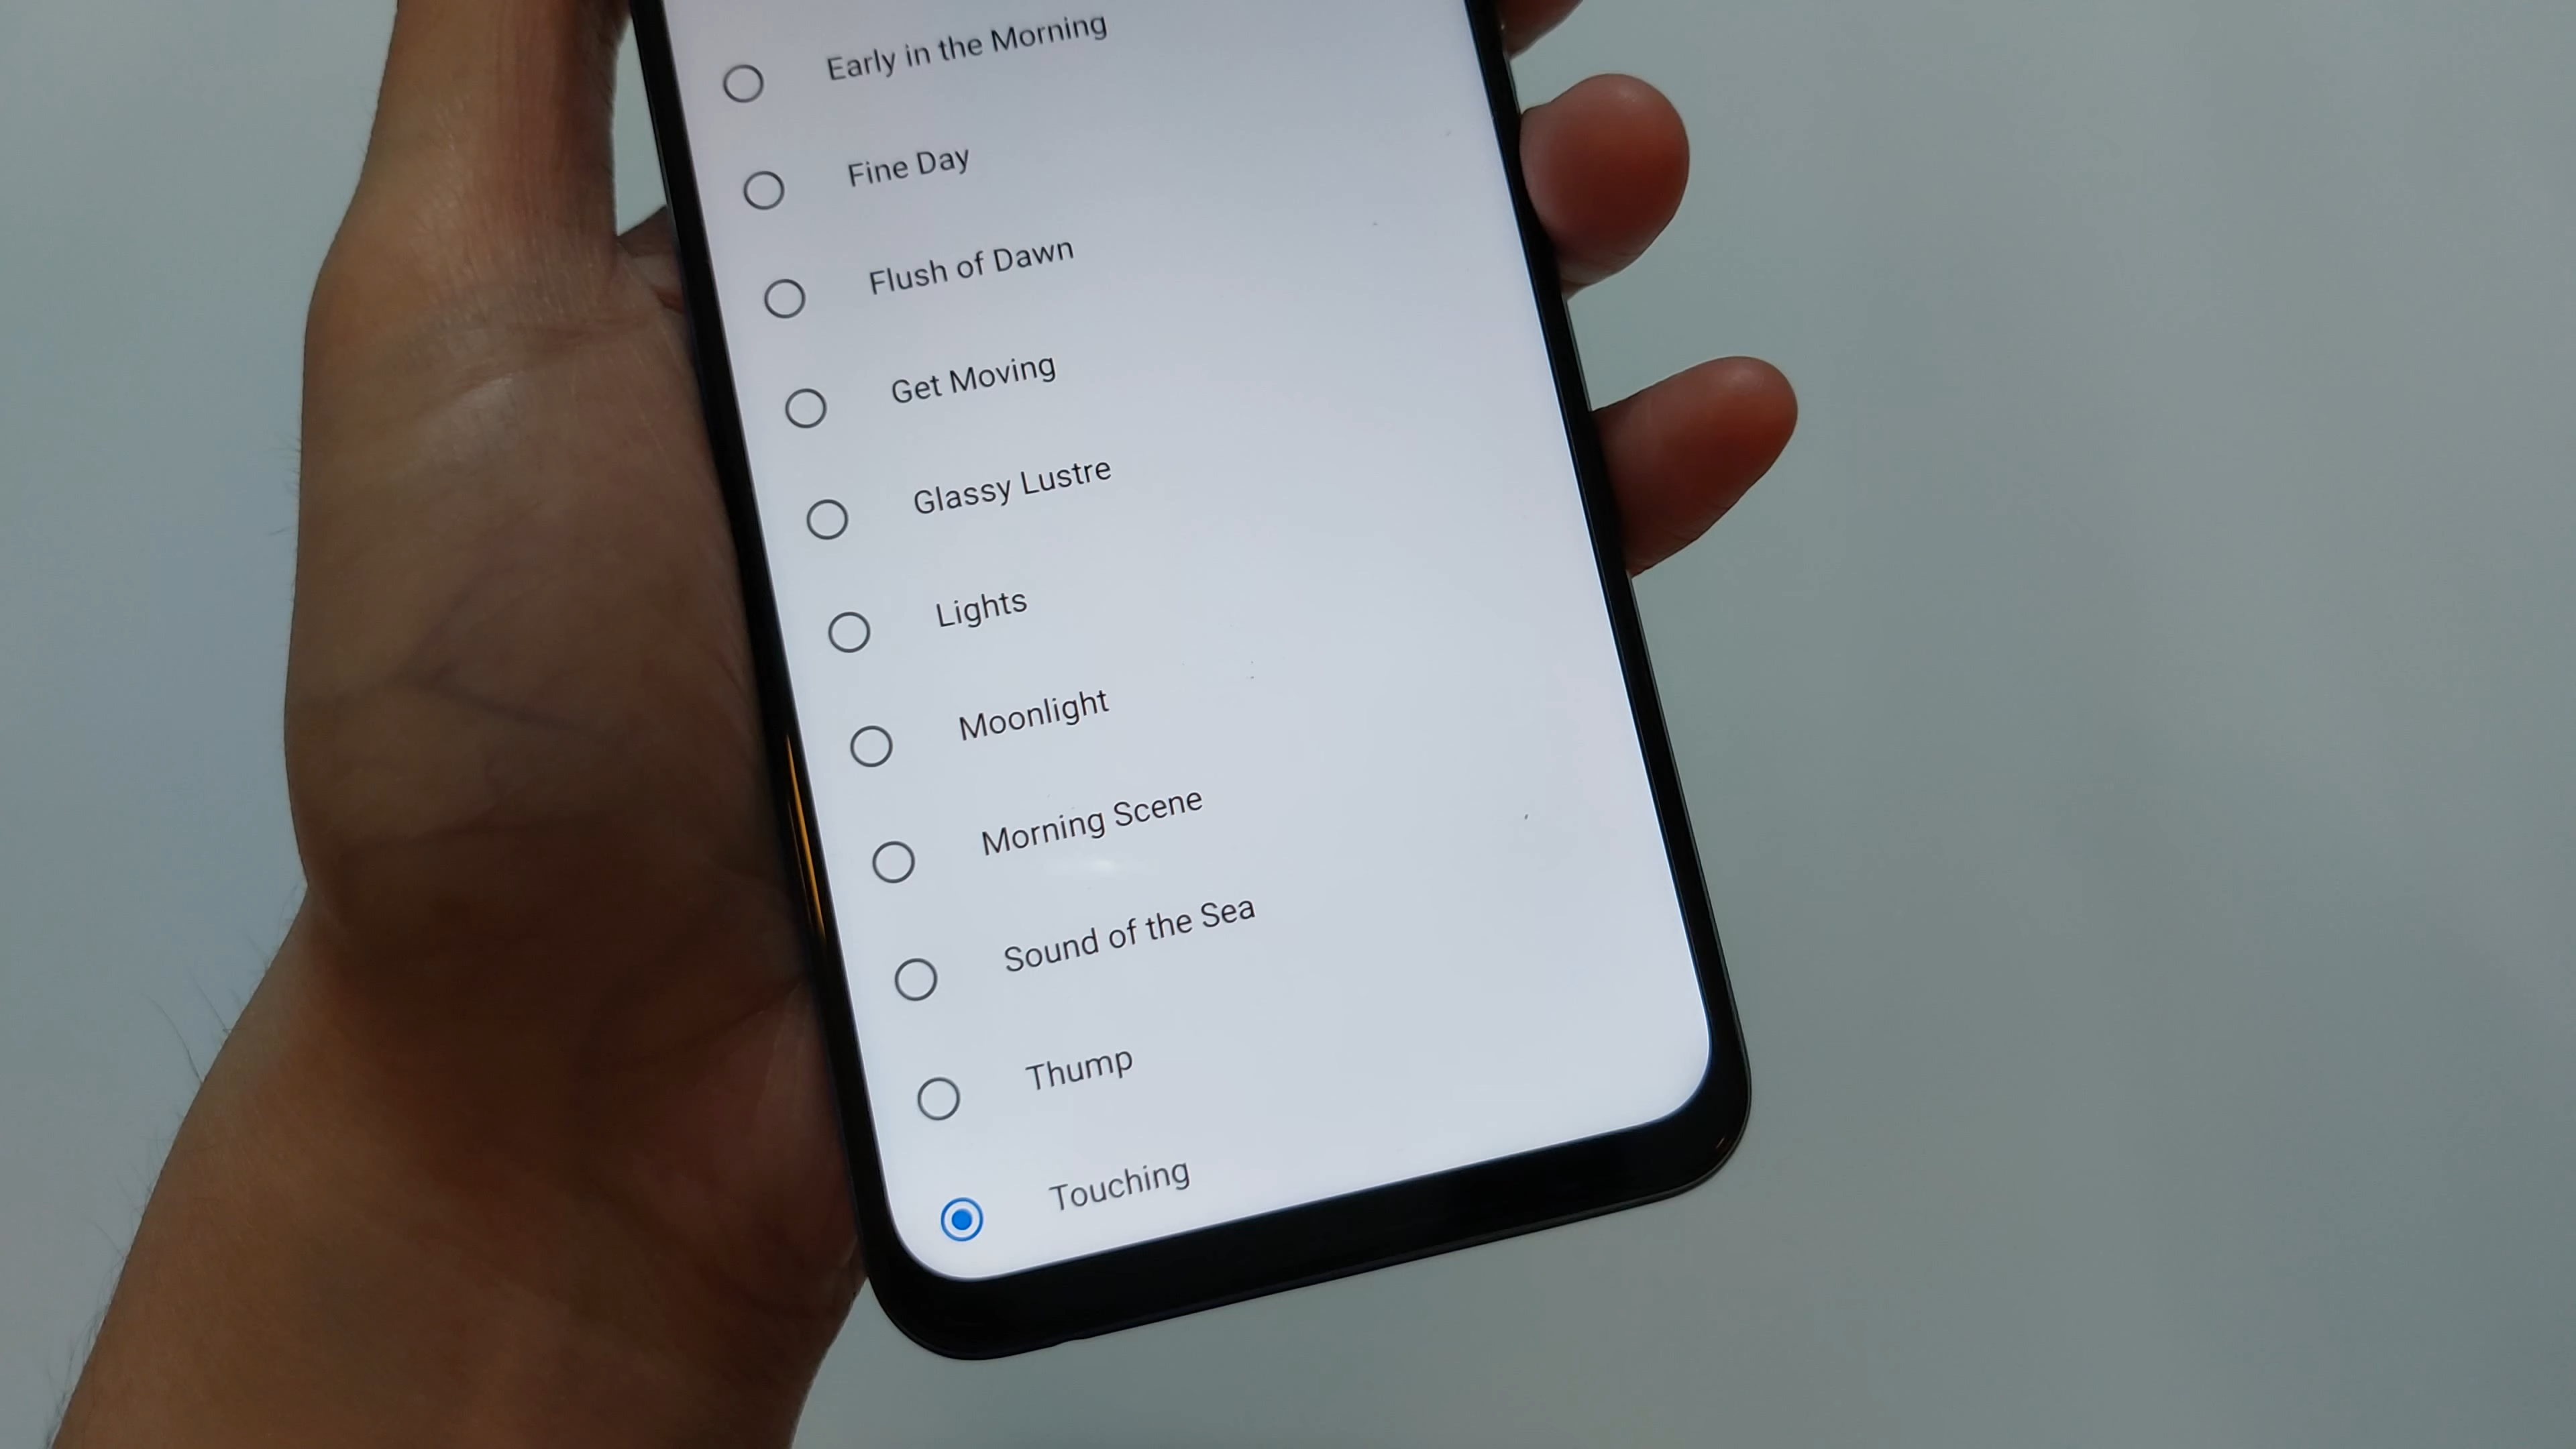 Early in the Morning
Fine Day
Flush of Dawn
Get Moving
Glassy Lustre
Lights
Moonlight
Morning Scene
Sound of the Sea
Thump
Touching